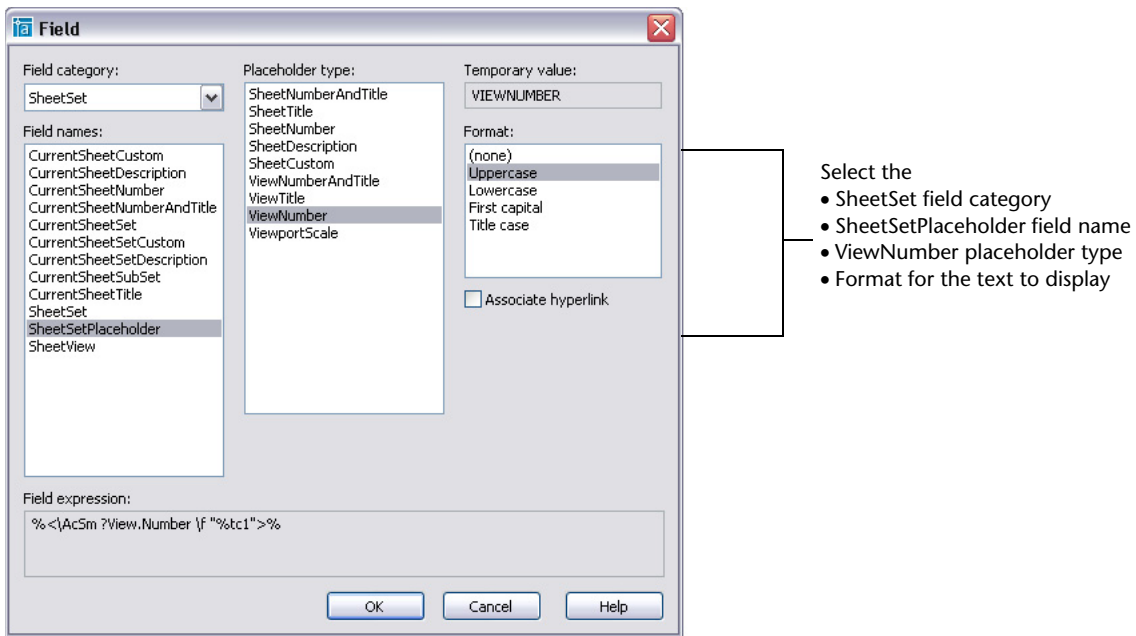 Field
Field category:
SheetSet
Field names:
CurrentSheetCustom
CurrentSheetDescription
CurrentSheetNumber
CurrentSheetNumberAndTitle
CurrentSheetSet
CurrentSheetSetCustom
CurrentSheetSetDescription
CurrentSheetSubSet
CurrentSheetTitle
SheetSet
SheetSetPlaceholder
SheetView
Placeholder type:
SheetNumberAndTitle
SheetTitle
SheetNumber
SheetDescription
SheetCustom
ViewNumberAndTitle
ViewTitle
ViewNumber
ViewportScale
Temporary value:
VIEWNUMBER
Format:
(none)
Uppercase
Lowercase
First capital
Title case
Associate hyperlink
Field expression:
%<\AcSm ?View.Number \f "%tc1">%
OK
Cancel
Help
Select the
• SheetSet field category
• SheetSetPlaceholder field name
• ViewNumber placeholder type
• Format for the text to display